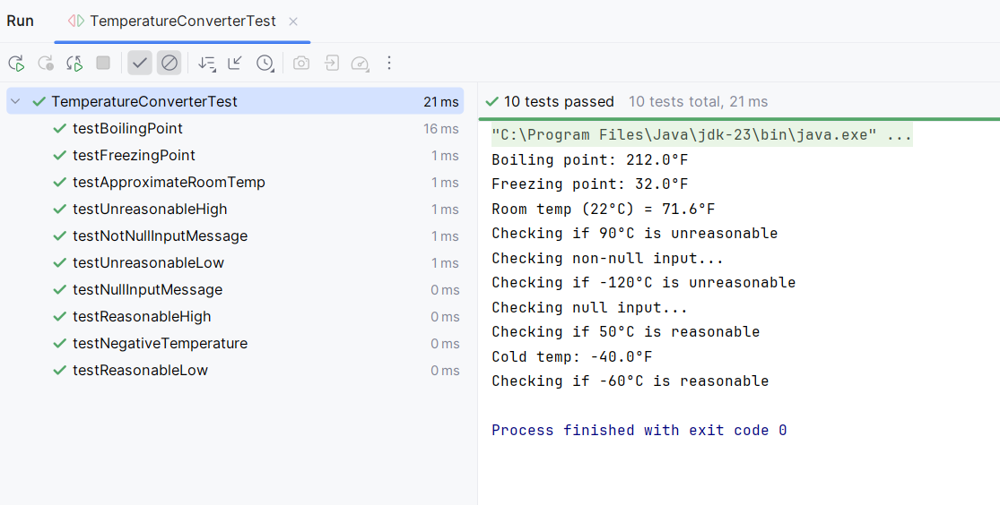 Run TemperatureConverterTest
TemperatureConverterTest 21 ms
testBoilingPoint 16 ms
testFreezingPoint 1 ms
testApproximateRoomTemp 1 ms
testUnreasonableHigh 1 ms
testNotNullInputMessage 1 ms
testUnreasonableLow 1 ms
testNullInputMessage 0 ms
testReasonableHigh 0 ms
testNegativeTemperature 0 ms
testReasonableLow 0 ms
10 tests passed 10 tests total, 21 ms
"C:\Program Files\Java\jdk-23\bin\java.exe" ...
Boiling point: 212.0°F
Freezing point: 32.0°F
Room temp (22°C) = 71.6°F
Checking if 90°C is unreasonable
Checking non-null input...
Checking if -120°C is unreasonable
Checking null input...
Checking if 50°C is reasonable
Cold temp: -40.0°F
Checking if -60°C is reasonable
Process finished with exit code 0